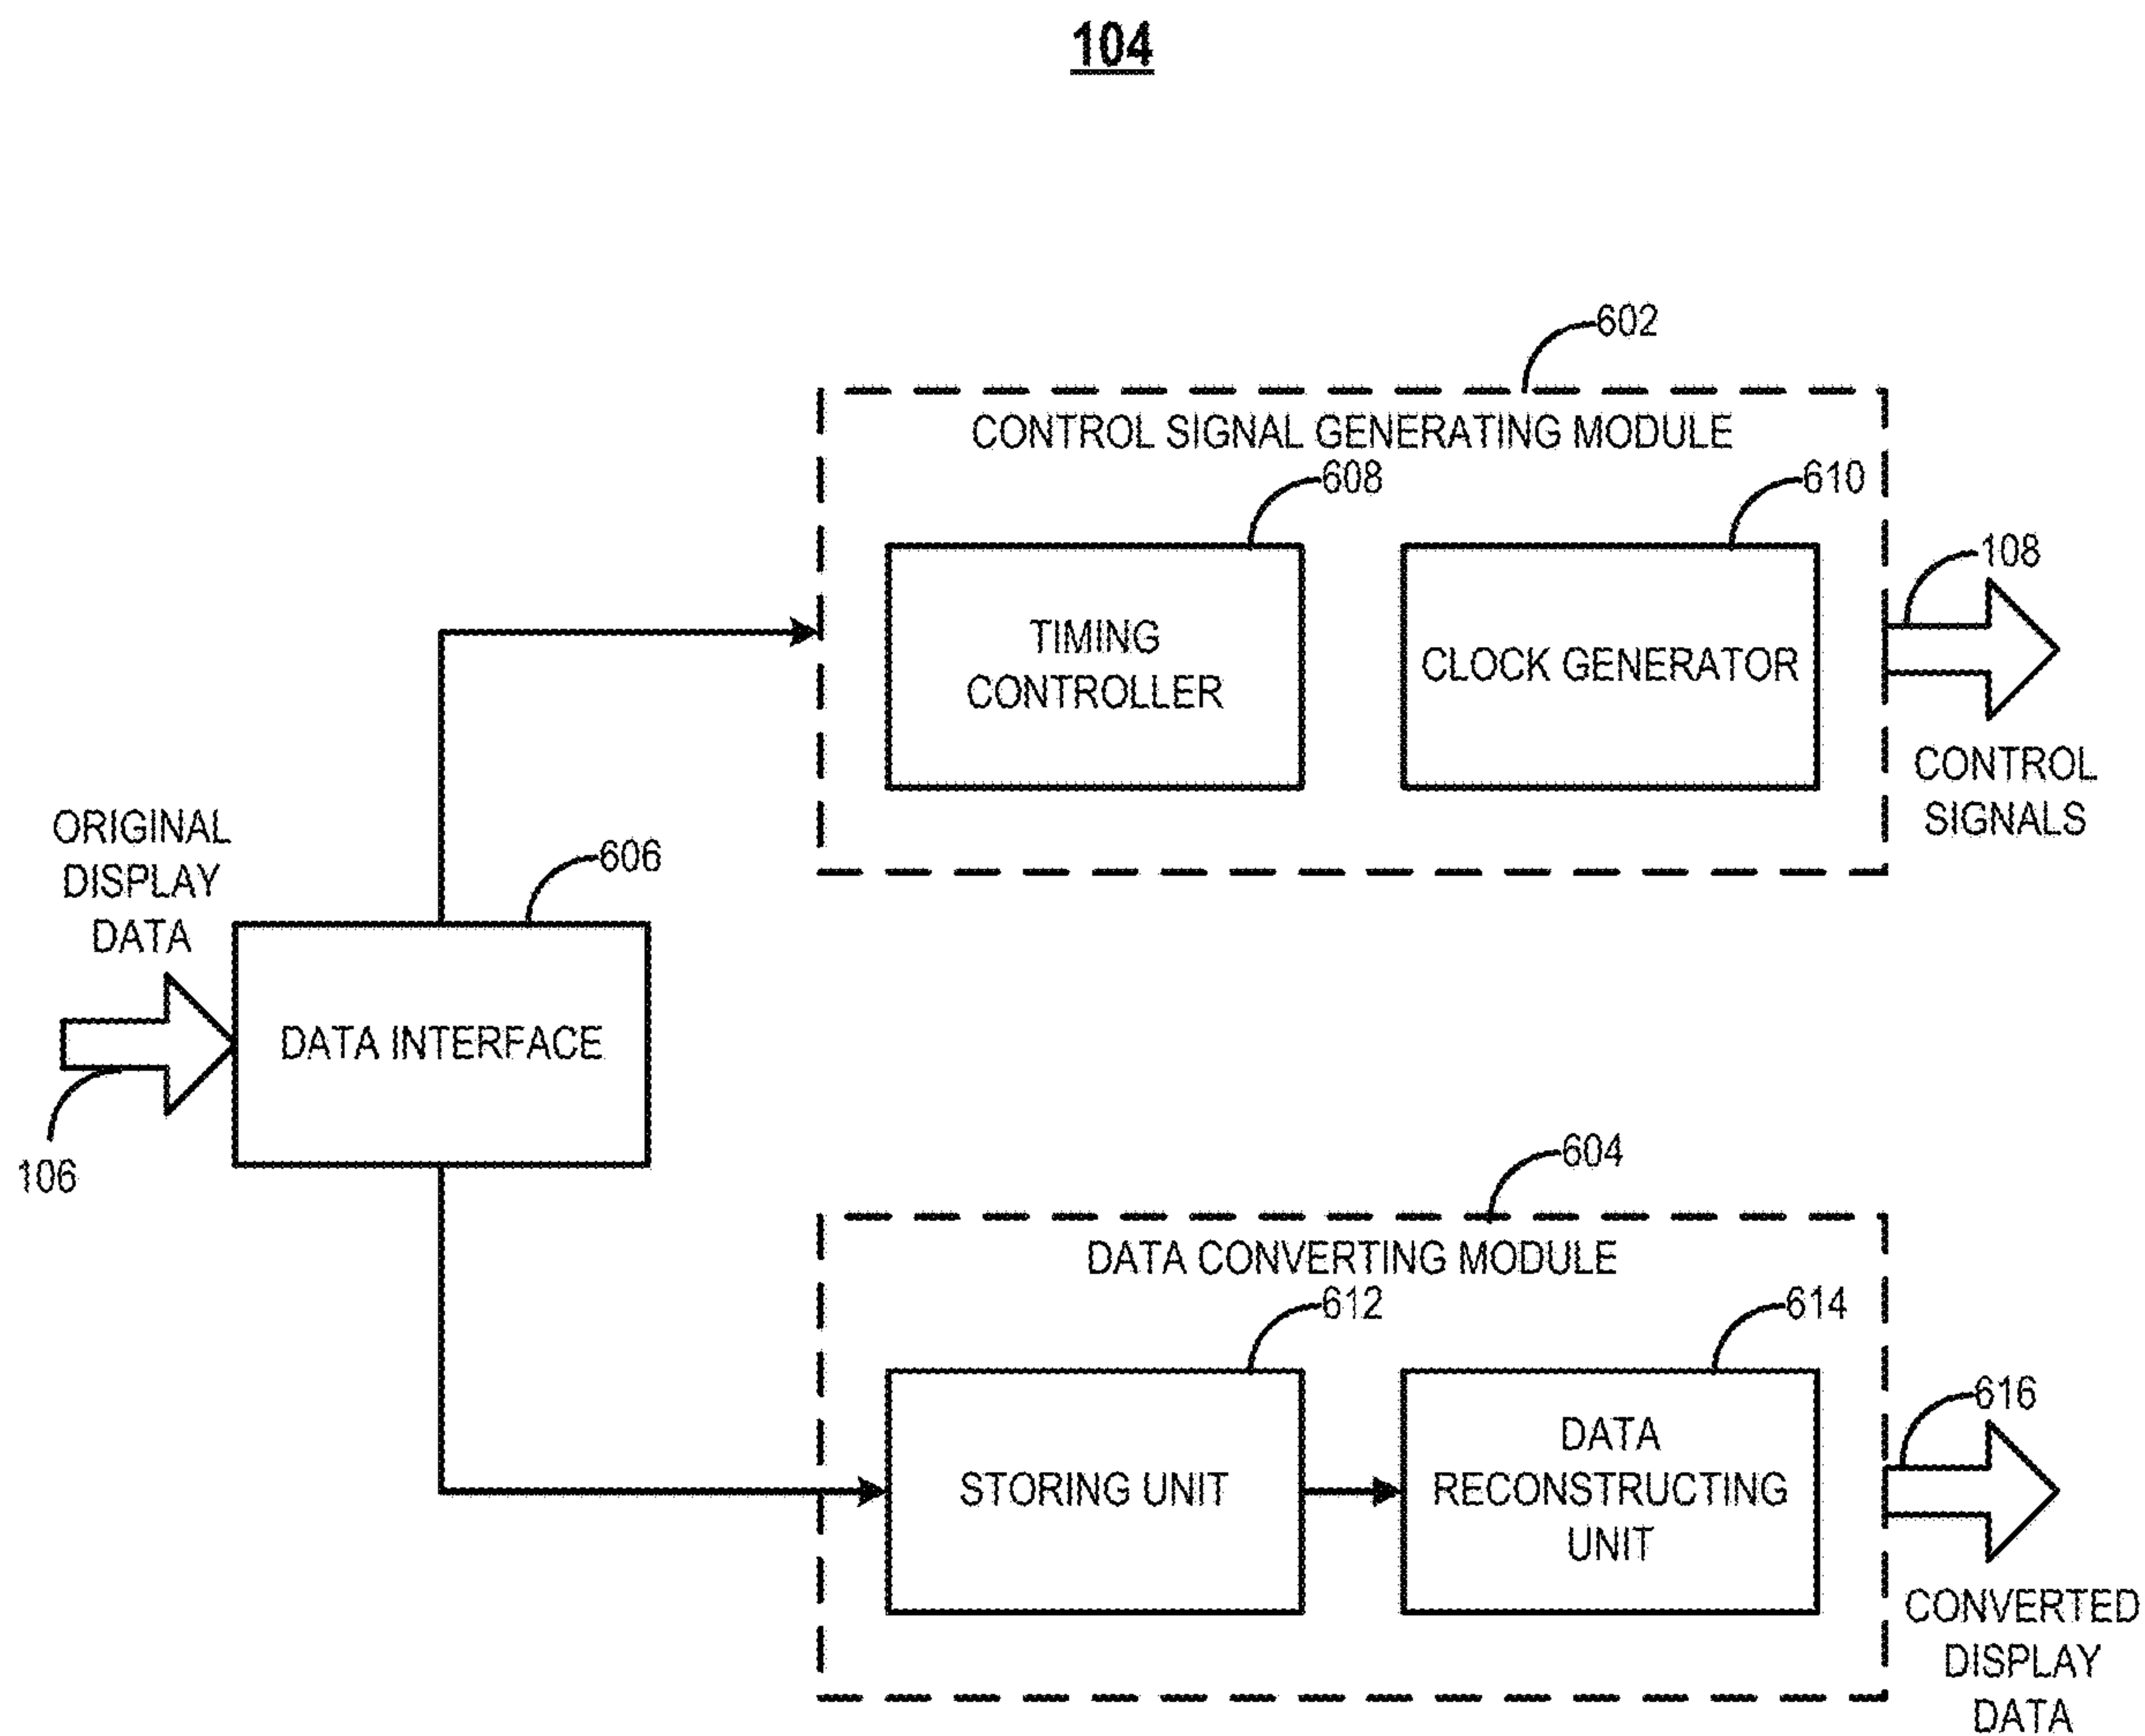 104
602
CONTROL SIGNAL GENERATING MODULE
608
610
TIMING
CONTROLLER
CLOCK GENERATOR
108
CONTROL
SIGNALS
ORIGINAL
DISPLAY
DATA
606
DATA INTERFACE
106
604
DATA CONVERTING MODULE
612
614
STORING UNIT
DATA
RECONSTRUCTING
UNIT
616
CONVERTED
DISPLAY
DATA